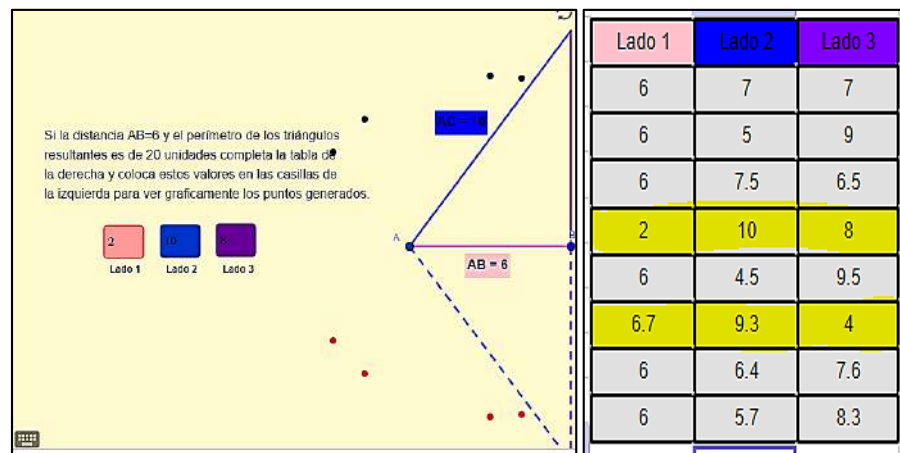 Si la distancia AB=6 y el perímetro de los triángulos
resultantes es de 20 unidades completa la tabla de
la derecha y coloca estos valores en las casillas de
la izquierda para ver graficamente los puntos generados.
2 10 8
Lado 1 Lado 2 Lado 3
AC = 10
A
B
AB = 6
Lado 1 Lado 2 Lado 3
6 7 7
6 5 9
6 7.5 6.5
2 10 8
6 4.5 9.5
6.7 9.3 4
6 6.4 7.6
6 5.7 8.3